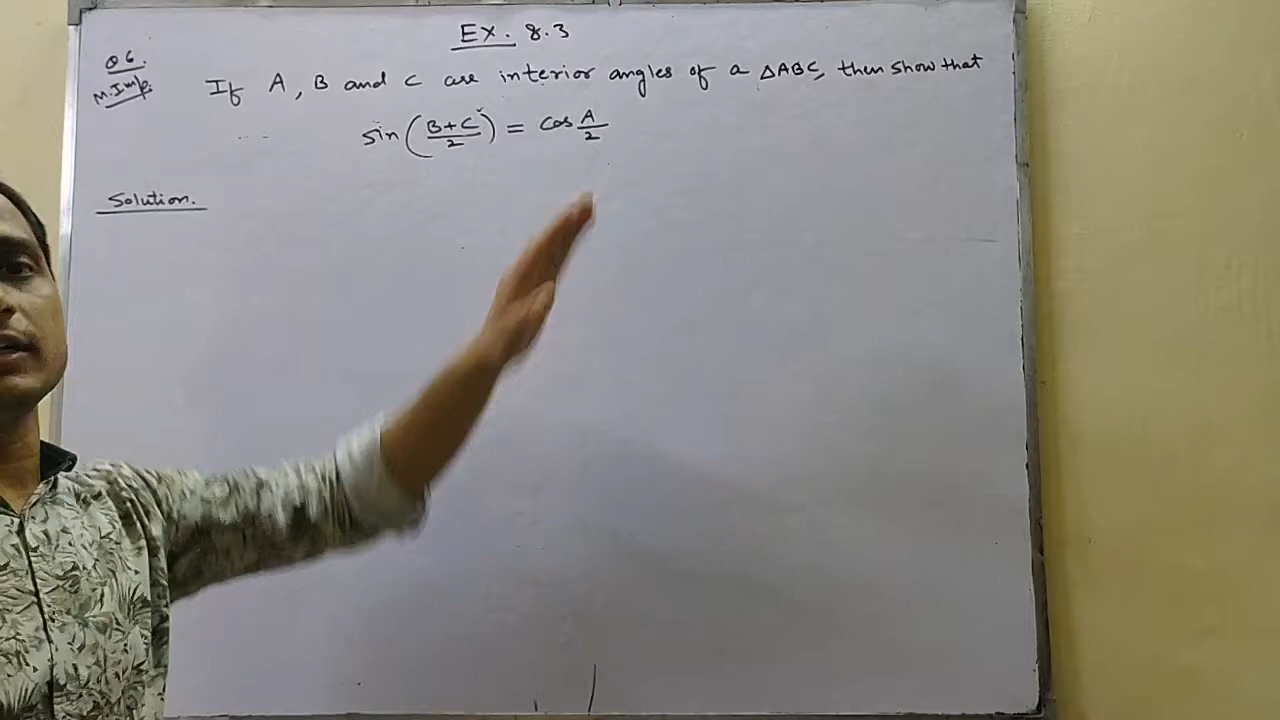 Ex. 8.3
Q6.
M.Imp.
If A, B and C are interior angles of a △ABC, then show that
sin(B+C/2) = cos A/2
Solution.